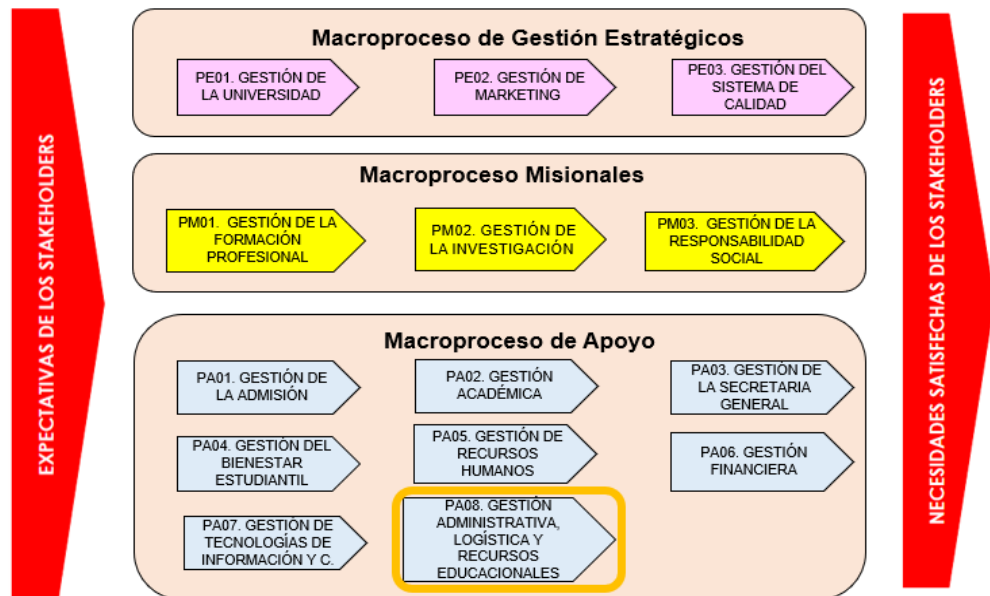 EXPECTATIVAS DE LOS STAKEHOLDERS
Macroproceso de Gestión Estratégicos
PE01. GESTIÓN DE
LA UNIVERSIDAD
PE02. GESTIÓN DE
MARKETING
PE03. GESTIÓN DEL
SISTEMA DE
CALIDAD
Macroproceso Misionales
PM01. GESTIÓN DE LA
FORMACIÓN
PROFESIONAL
PM02. GESTIÓN DE
LA INVESTIGACIÓN
PM03. GESTIÓN DE LA
RESPONSABILIDAD
SOCIAL
Macroproceso de Apoyo
PA01. GESTIÓN DE
LA ADMISIÓN
PA02. GESTIÓN
ACADÉMICA
PA03. GESTIÓN DE
LA SECRETARIA
GENERAL
PA04. GESTIÓN DEL
BIENESTAR
ESTUDIANTIL
PA05. GESTIÓN DE
RECURSOS
HUMANOS
PA06. GESTIÓN
FINANCIERA
PA07. GESTIÓN DE
TECNOLOGÍAS DE
INFORMACIÓN Y C.
PA08. GESTIÓN
ADMINISTRATIVA,
LOGÍSTICA Y
RECURSOS
EDUCACIONALES
NECESIDADES SATISFECHAS DE LOS STAKEHOLDERS